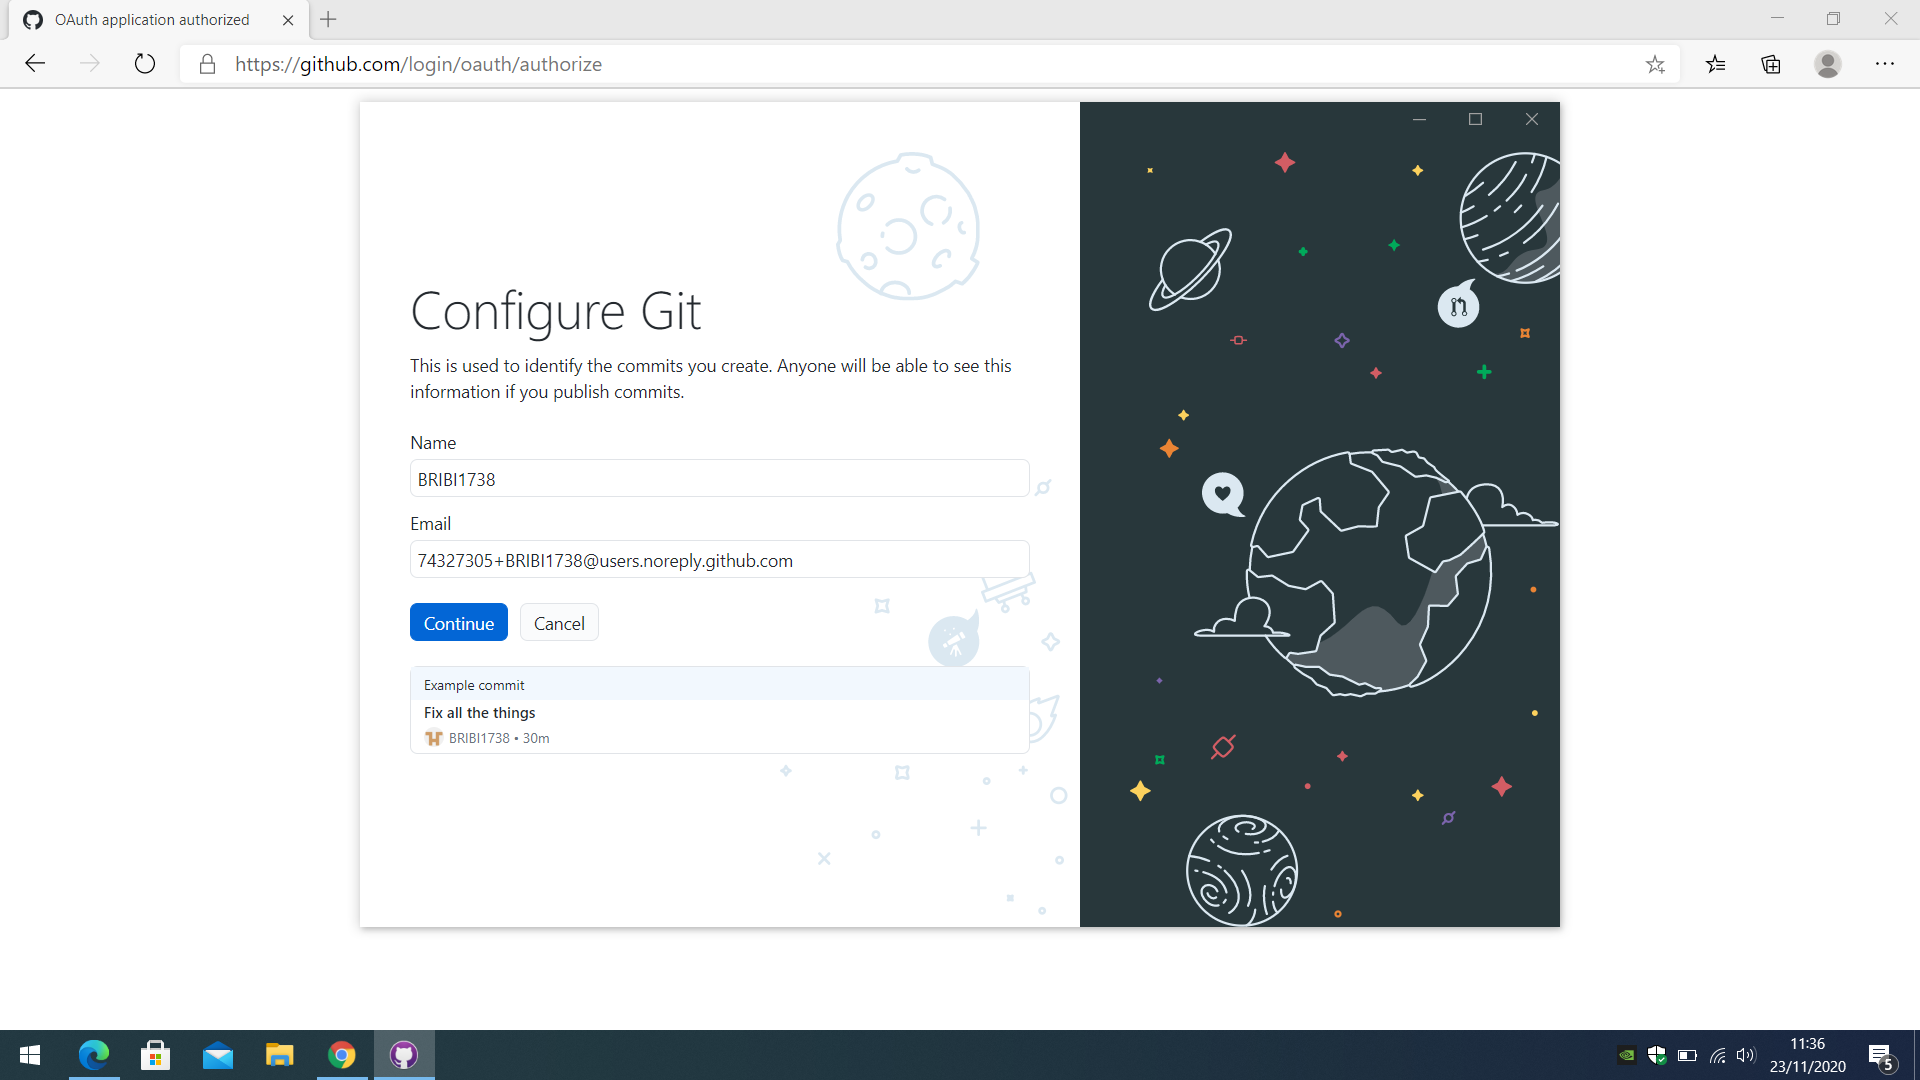 OAuth application authorized
https://github.com/login/oauth/authorize
Configure Git
This is used to identify the commits you create. Anyone will be able to see this
information if you publish commits.
Name
BRIBI1738
Email
74327305+BRIBI1738@users.noreply.github.com
Continue
Cancel
Example commit
Fix all the things
BRIBI1738 • 30m
11:36
23/11/2020
5